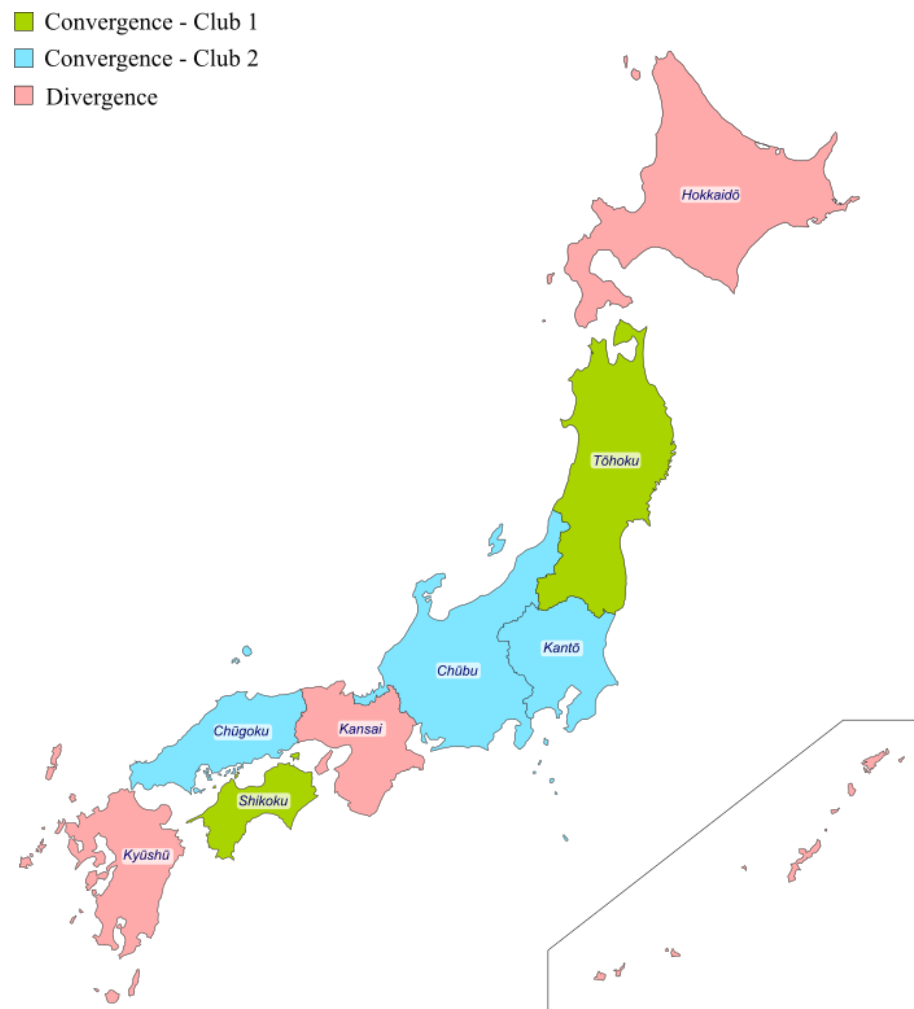 Convergence - Club 1
Convergence - Club 2
Divergence
Hokkaidō
Tōhoku
Kantō
Chūbu
Kansai
Chūgoku
Shikoku
Kyūshū